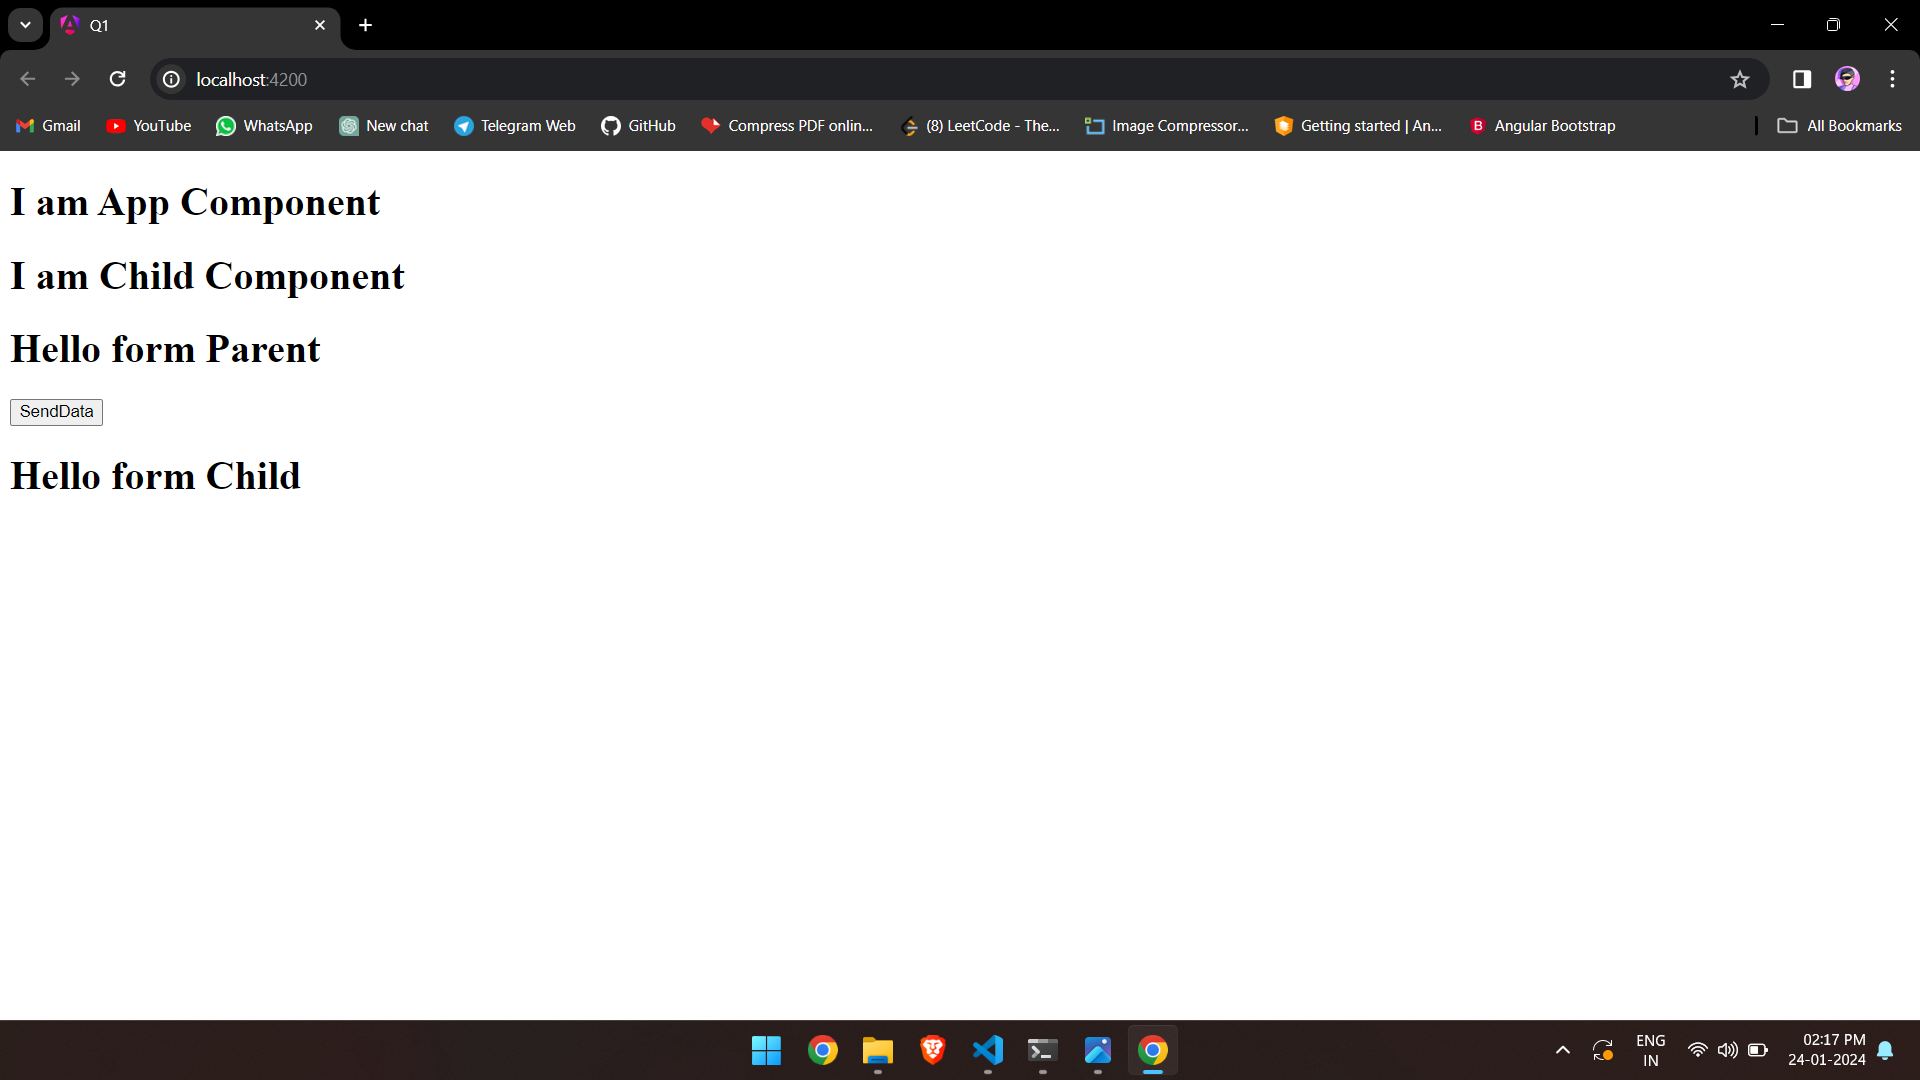 Q1
localhost:4200
Gmail YouTube WhatsApp New chat Telegram Web GitHub Compress PDF onlin... (8) LeetCode - The... Image Compressor... Getting started | An... Angular Bootstrap All Bookmarks
I am App Component
I am Child Component
Hello form Parent
SendData
Hello form Child
ENG
IN
02:17 PM
24-01-2024